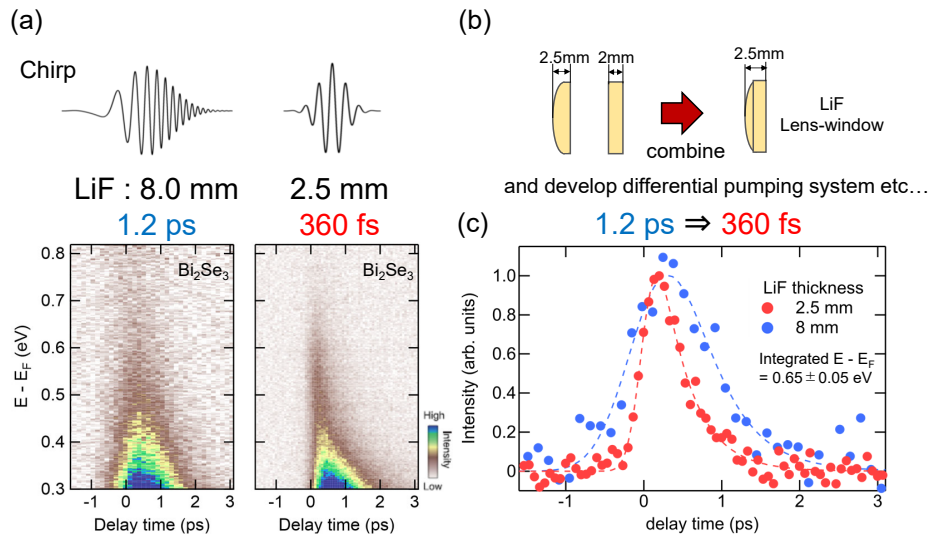 (a)
Chirp
LiF : 8.0 mm
2.5 mm
1.2 ps
360 fs
0.8
0.7
0.6
0.5
0.4
0.3
E - EF (eV)
Bi2Se3
-1 0 1 2 3
Delay time (ps)
Bi2Se3
-1 0 1 2 3
Delay time (ps)
High
Intensity
Low
(b)
2.5mm
2mm
2.5mm
combine
LiF
Lens-window
and develop differential pumping system etc…
(c)
1.2 ps ⇒ 360 fs
1.0
0.8
0.6
0.4
0.2
0
Intensity (arb. units)
LiF thickness
2.5 mm
8 mm
Integrated E - EF
= 0.65 ± 0.05 eV
-1 0 1 2 3
delay time (ps)